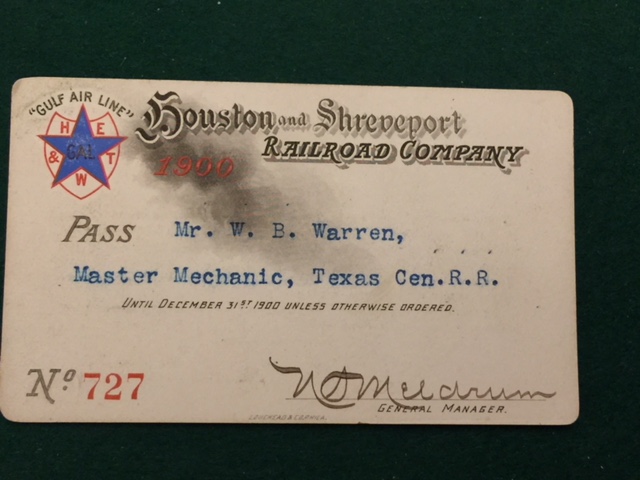 "GULF AIR LINE"
H E
GAL
& T
W
Houston and Shreveport
RAILROAD COMPANY
1900
PASS Mr. W. B. Warren,
Master Mechanic, Texas Cen.R.R.
UNTIL DECEMBER 31ST 1900 UNLESS OTHERWISE ORDERED.
No 727
N S Meldrum
GENERAL MANAGER.